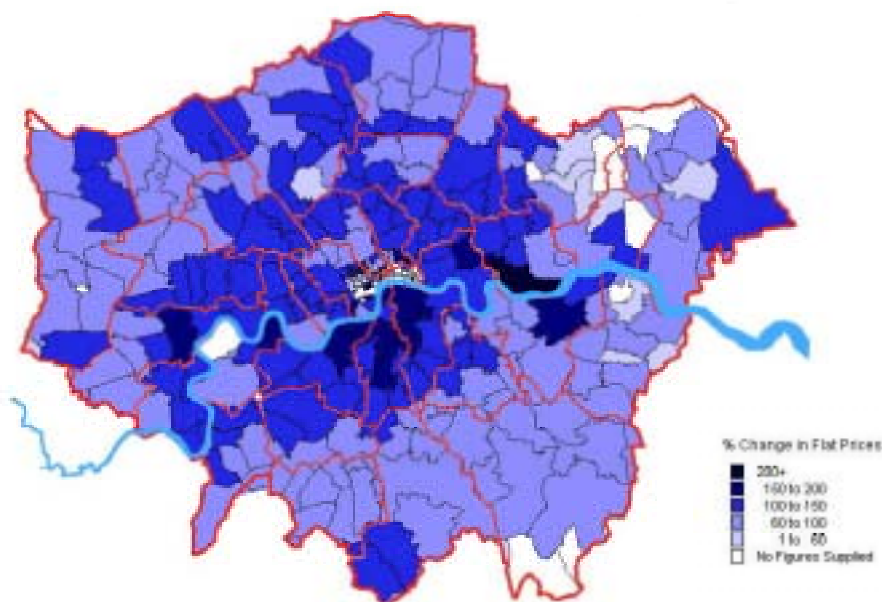 % Change in Flat Prices
200+
150 to 200
100 to 150
50 to 100
1 to 50
No Figures Supplied